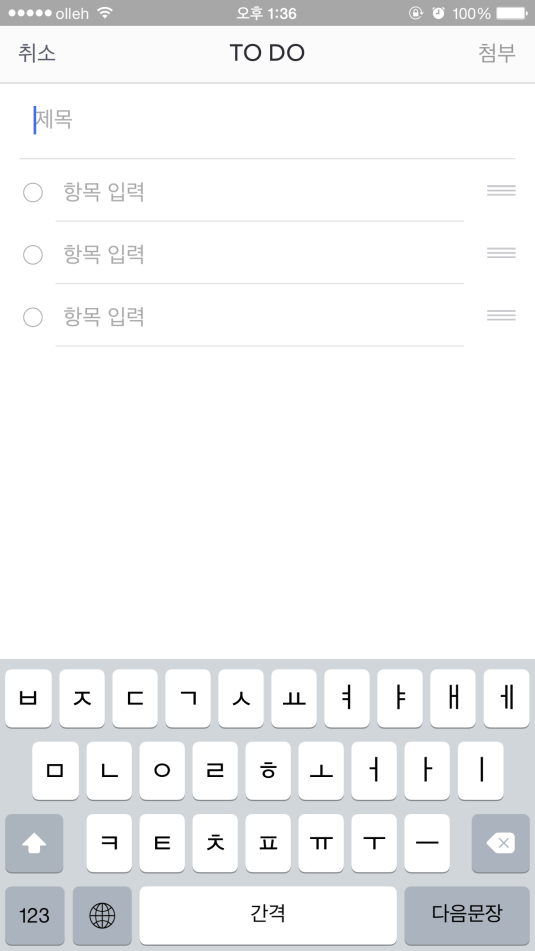 olleh 오후 1:36 100%
취소 TO DO 첨부
제목
항목 입력
항목 입력
항목 입력
ㅂ ㅈ ㄷ ㄱ ㅅ ㅛ ㅕ ㅑ ㅐ ㅔ
ㅁ ㄴ ㅇ ㄹ ㅎ ㅗ ㅓ ㅏ ㅣ
ㅋ ㅌ ㅊ ㅍ ㅠ ㅜ ㅡ
123 간격 다음문장